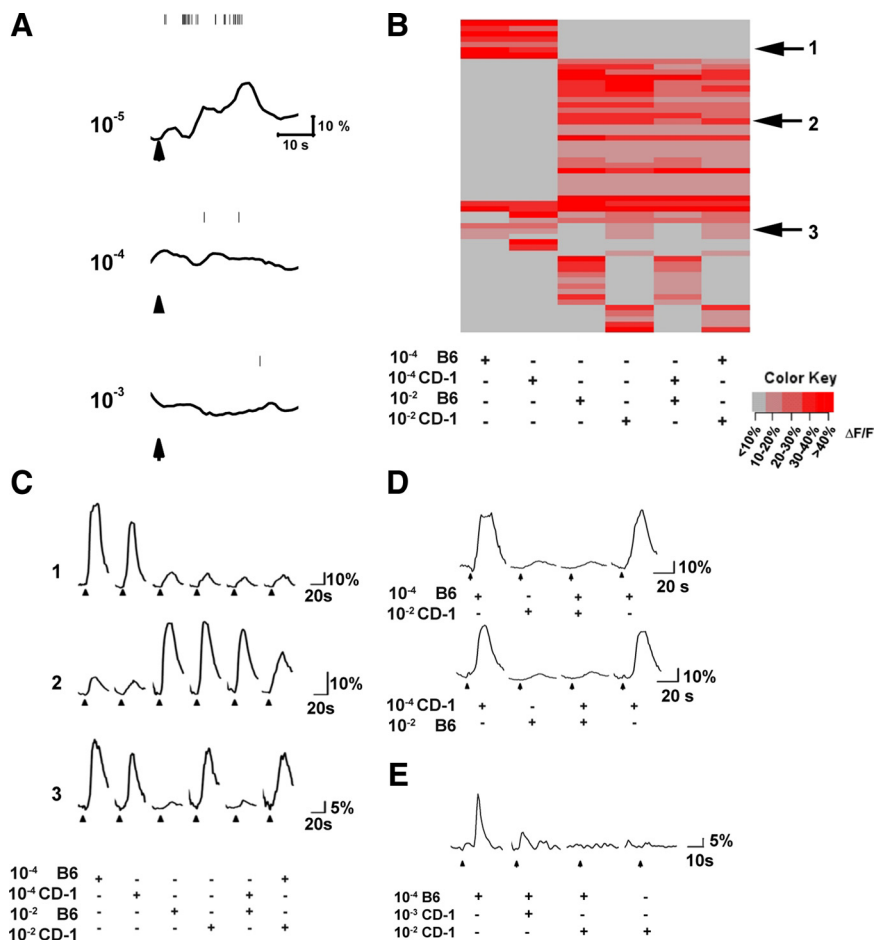 A
10-5
10 %
10 s
10-4
10-3
B
1
2
3
10-4 B6 + - - - - +
10-4 CD-1 - + - - + -
10-2 B6 - - + - + -
10-2 CD-1 - - - + - +
Color Key
<10%
10-20%
20-30%
30-40%
>40%
ΔF/F
C
1
10%
20s
2
10%
20s
3
5%
20s
10-4 B6 + - - - - +
10-4 CD-1 - + - - + -
10-2 B6 - - + - + -
10-2 CD-1 - - - + - +
D
10%
20 s
10-4 B6 + - + +
10-2 CD-1 - + + -
10%
20 s
10-4 CD-1 + - + +
10-2 B6 - + + -
E
5%
10s
10-4 B6 + + + -
10-3 CD-1 - + - -
10-2 CD-1 - - + +